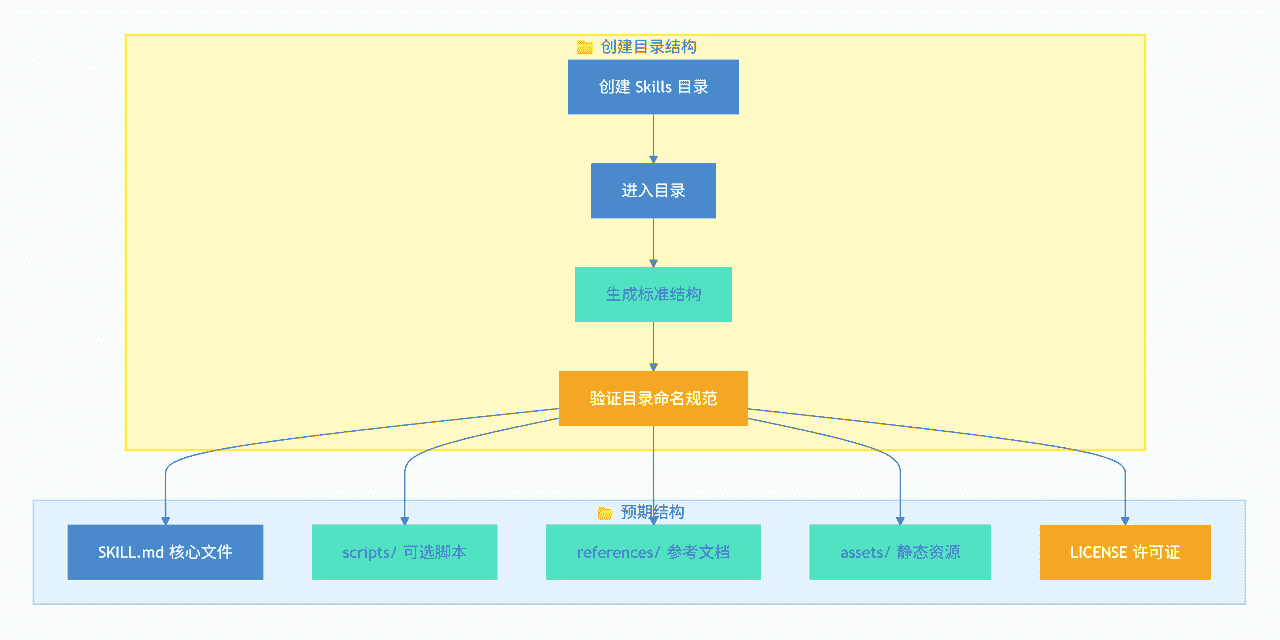 📁 创建目录结构
创建 Skills 目录
进入目录
生成标准结构
验证目录命名规范
📂 预期结构
SKILL.md 核心文件
scripts/ 可选脚本
references/ 参考文档
assets/ 静态资源
LICENSE 许可证